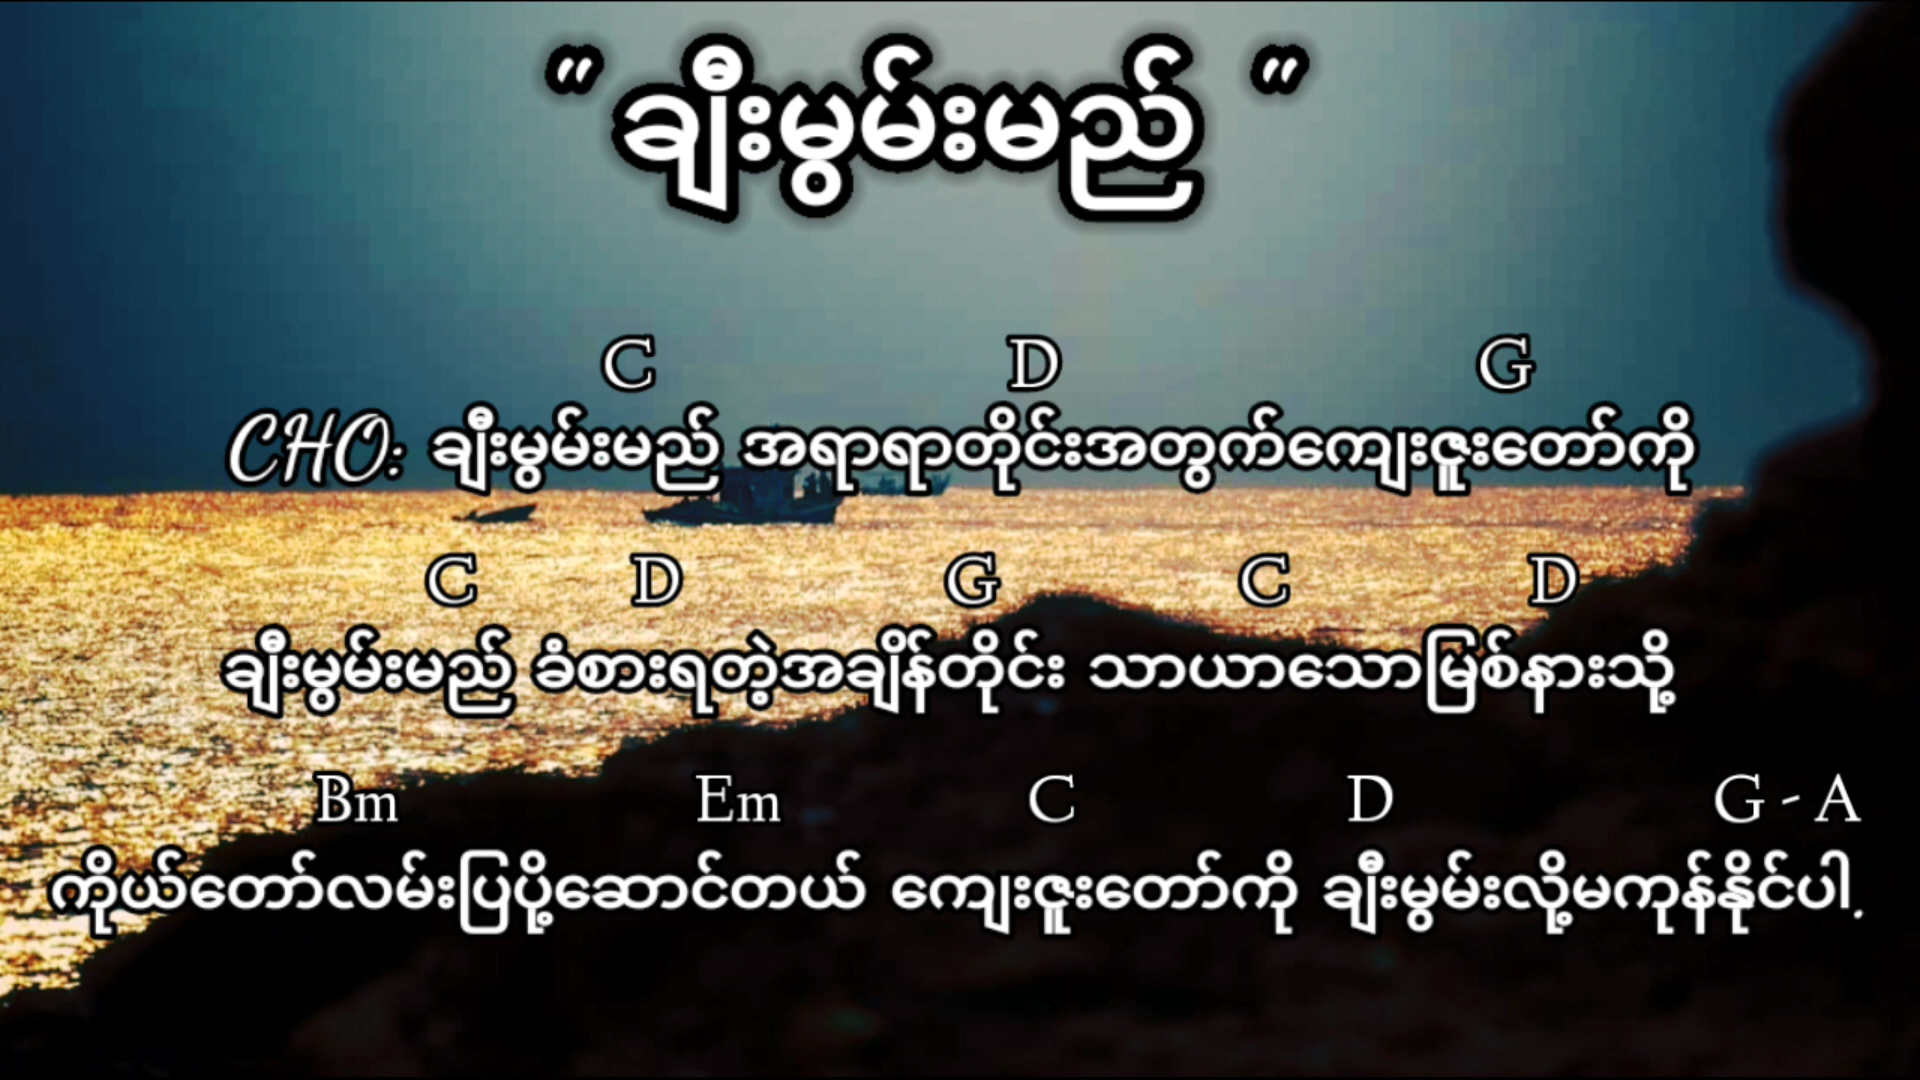 " ချီးမွမ်းမည် "
C D G
CHO: ချီးမွမ်းမည် အရာရာတိုင်းအတွက်ကျေးဇူးတော်ကို
C D G C D
ချီးမွမ်းမည် ခံစားရတဲ့အချိန်တိုင်း သာယာသောမြစ်နားသို့
Bm Em C D G - A
ကိုယ်တော်လမ်းပြပို့ဆောင်တယ် ကျေးဇူးတော်ကို ချီးမွမ်းလို့မကုန်နိုင်ပါ.